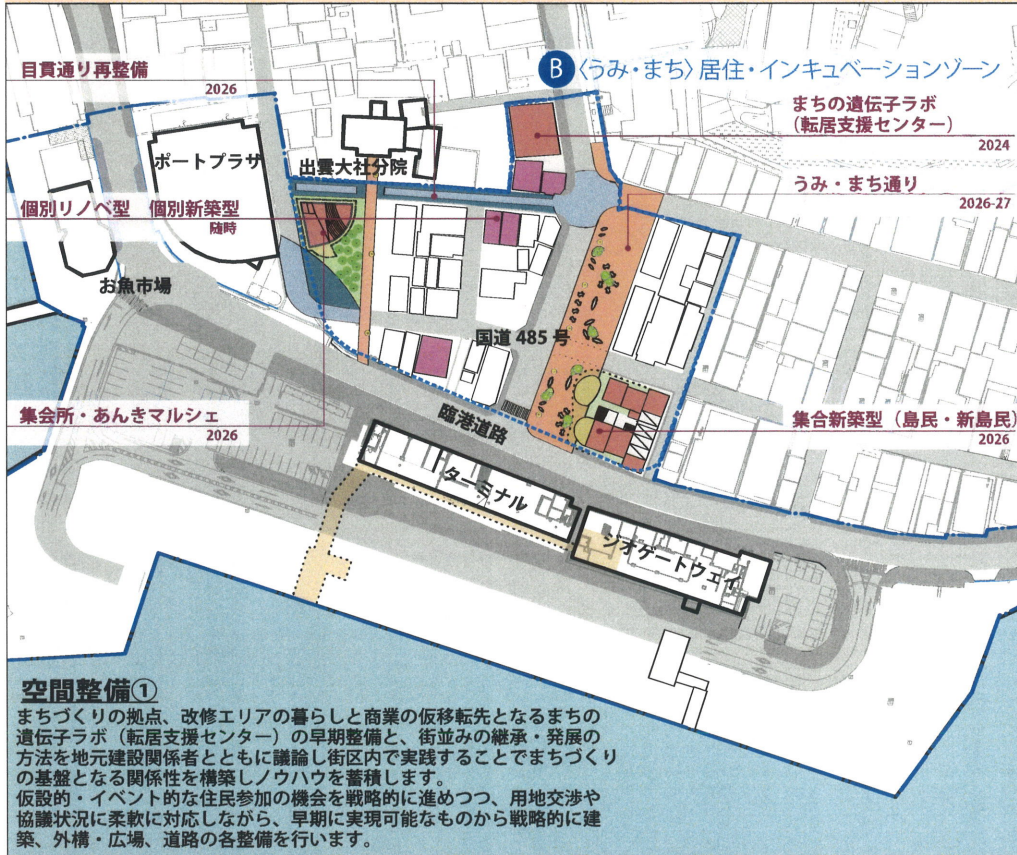 目貫通り再整備
2026
B 〈うみ・まち〉居住・インキュベーションゾーン
まちの遺伝子ラボ
(転居支援センター)
2024
ポートプラザ
出雲大社分院
うみ・まち通り
2026-27
個別リノベ型　個別新築型
随時
お魚市場
国道 485 号
集会所・あんきマルシェ
2026
臨港道路
集合新築型(島民・新島民)
2026
ターミナル
ジオゲートウェイ
空間整備①
まちづくりの拠点、改修エリアの暮らしと商業の仮移転先となるまちの
遺伝子ラボ(転居支援センター)の早期整備と、街並みの継承・発展の
方法を地元建設関係者とともに議論し街区内で実践することでまちづくり
の基盤となる関係性を構築しノウハウを蓄積します。
仮設的・イベント的な住民参加の機会を戦略的に進めつつ、用地交渉や
協議状況に柔軟に対応しながら、早期に実現可能なものから戦略的に建
築、外構・広場、道路の各整備を行います。